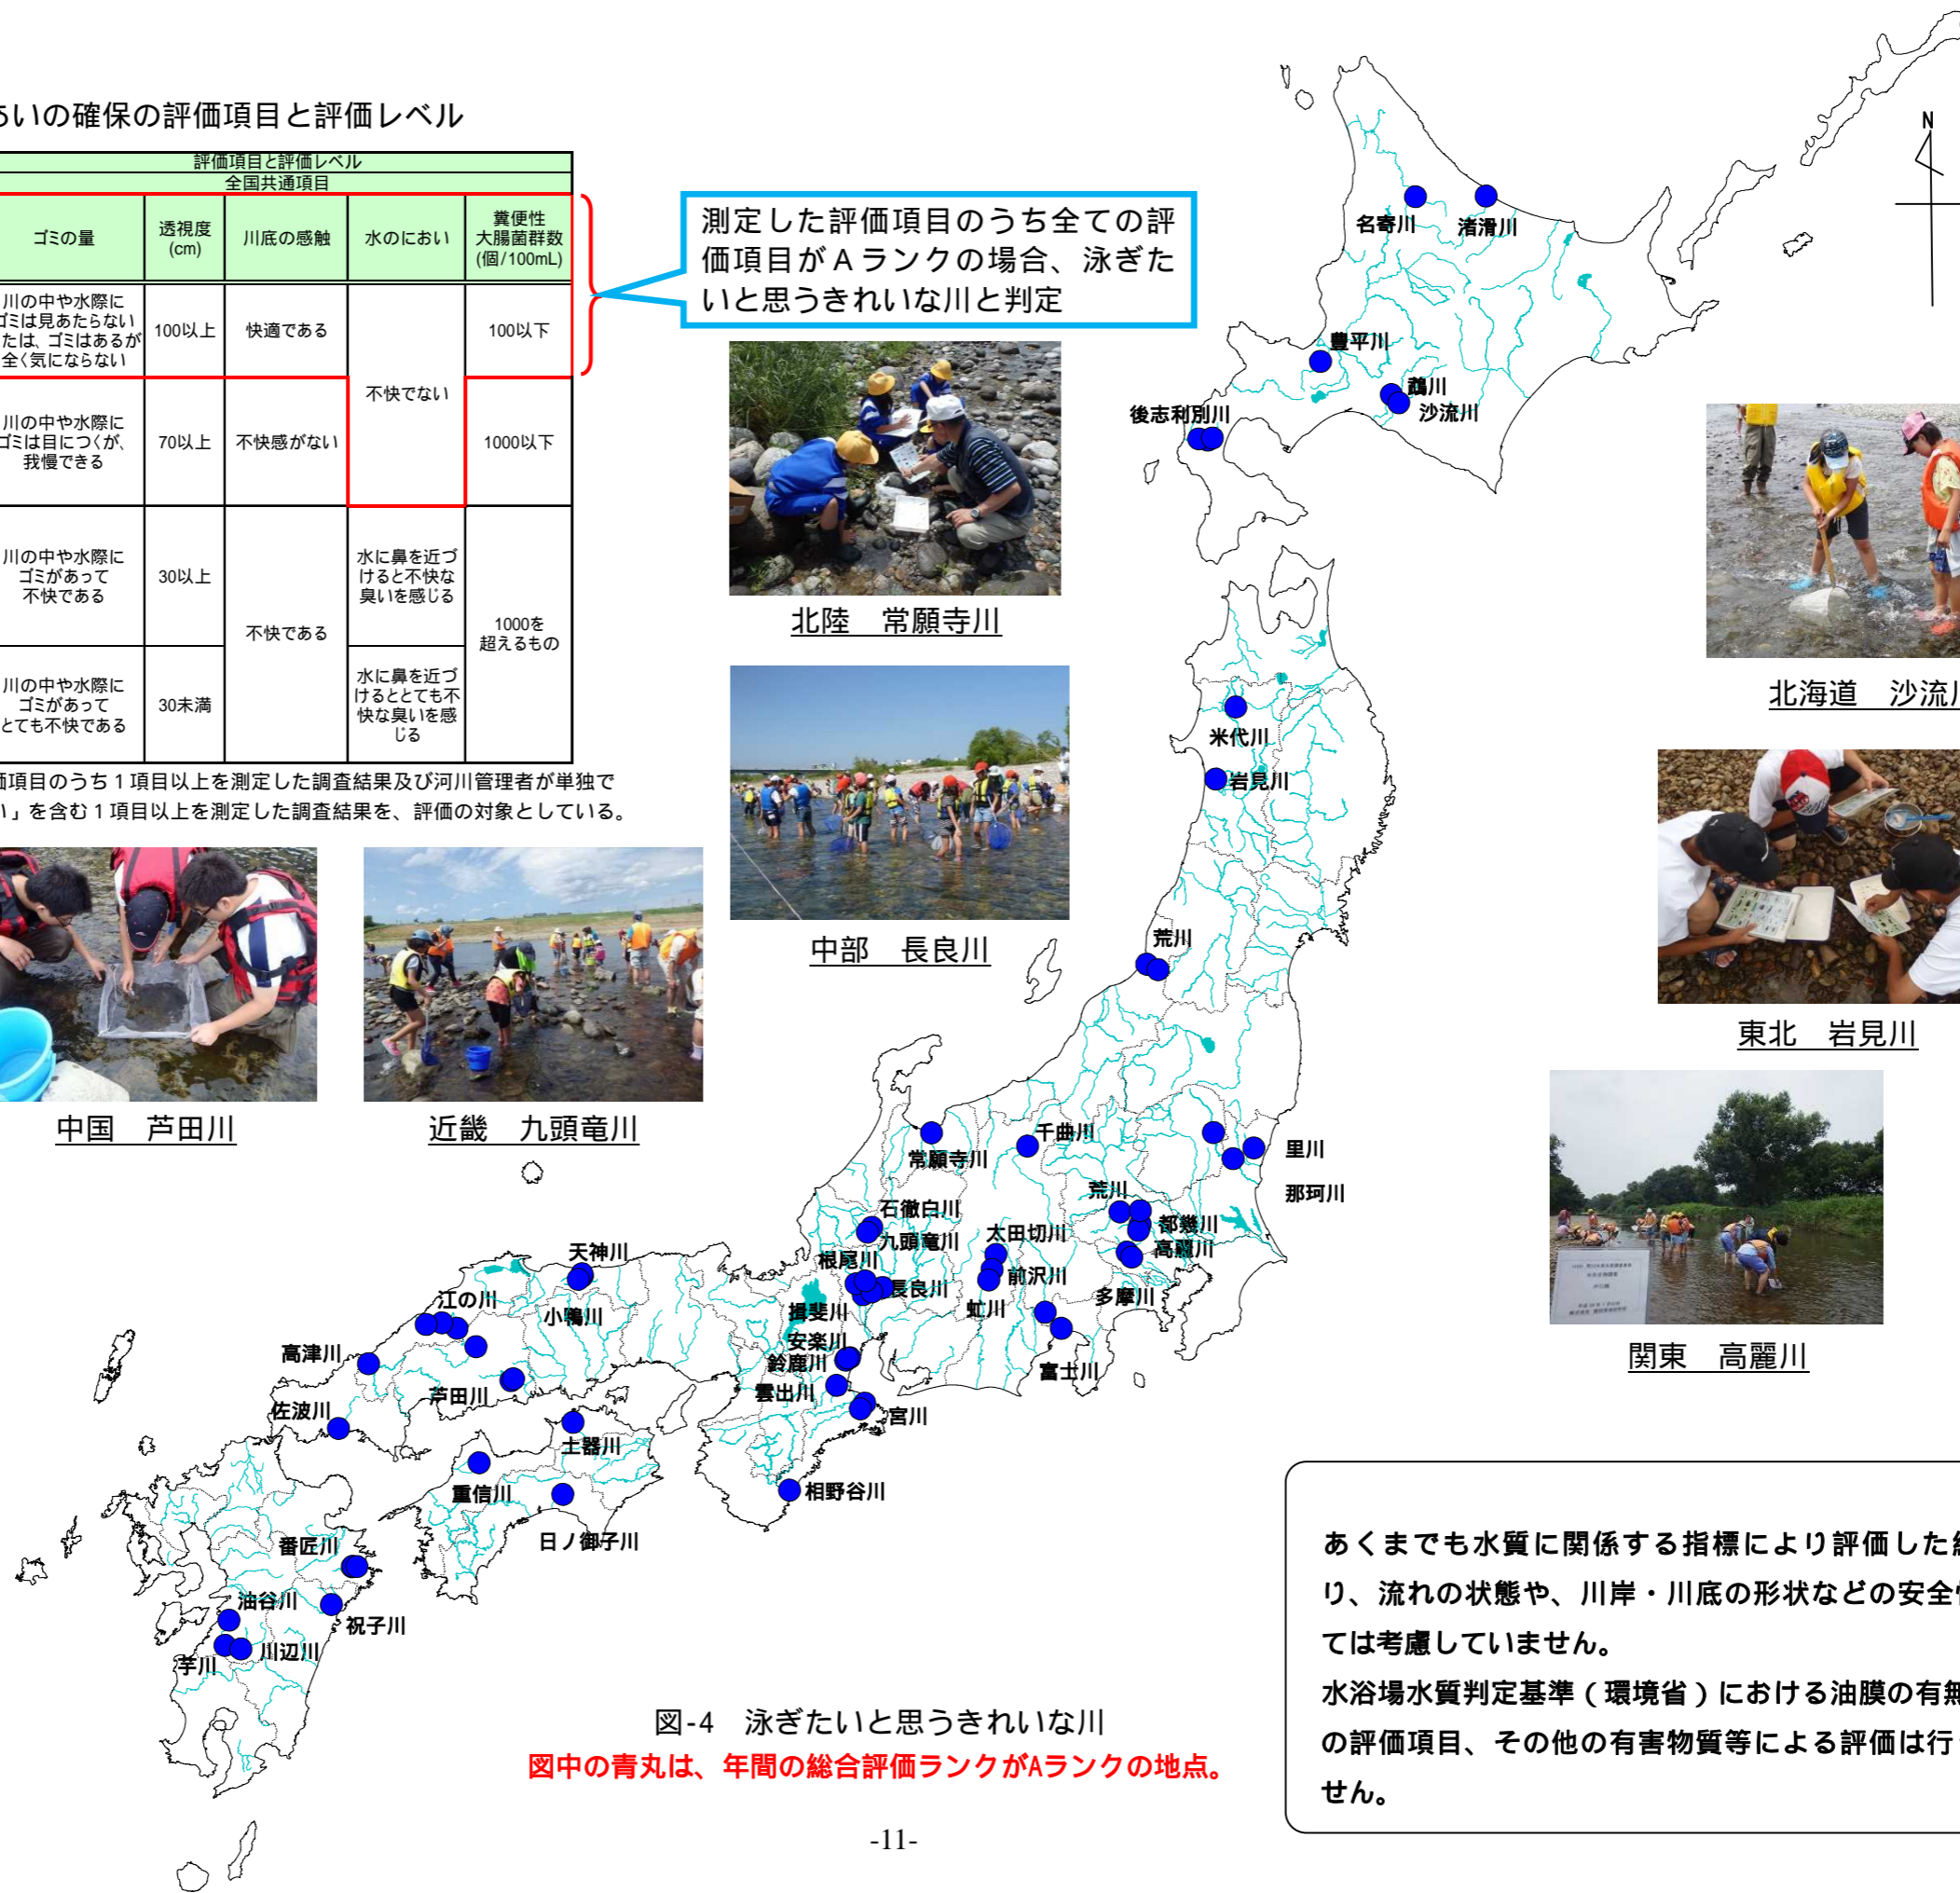 あいの確保の評価項目と評価レベル
評価項目と評価レベル
全国共通項目
ゴミの量
透視度
(cm)
川底の感触
水のにおい
糞便性
大腸菌群数
(個/100mL)
川の中や水際に
ゴミは見あたらない
たは、ゴミはあるが
全く気にならない
100以上
快適である
不快でない
100以下
川の中や水際に
ゴミは目につくが、
我慢できる
70以上
不快感がない
1000以下
川の中や水際に
ゴミがあって
不快である
30以上
不快である
水に鼻を近づ
けると不快な
臭いを感じる
1000を
超えるもの
川の中や水際に
ゴミがあって
とても不快である
30未満
水に鼻を近づ
けるととても不
快な臭いを感
じる
価項目のうち1項目以上を測定した調査結果及び河川管理者が単独で
い」を含む1項目以上を測定した調査結果を、評価の対象としている。
測定した評価項目のうち全ての評
価項目がAランクの場合、泳ぎた
いと思うきれいな川と判定
北陸 常願寺川
中部 長良川
中国 芦田川
近畿 九頭竜川
北海道 沙流川
東北 岩見川
関東 高麗川
N
名寄川
渚滑川
豊平川
鵡川
沙流川
後志利別川
米代川
岩見川
荒川
千曲川
常願寺川
里川
那珂川
荒川
都幾川
高麗川
多摩川
石徹白川
九頭竜川
太田切川
前沢川
虻川
根尾川
長良川
揖斐川
安楽川
鈴鹿川
雲出川
宮川
富士川
相野谷川
天神川
小鴨川
江の川
高津川
芦田川
佐波川
土器川
重信川
日ノ御子川
番匠川
油谷川
祝子川
川辺川
芋川
図-4 泳ぎたいと思うきれいな川
図中の青丸は、年間の総合評価ランクがAランクの地点。
あくまでも水質に関係する指標により評価した結
り、流れの状態や、川岸・川底の形状などの安全性
ては考慮していません。
水浴場水質判定基準(環境省)における油膜の有無
の評価項目、その他の有害物質等による評価は行
せん。
-11-